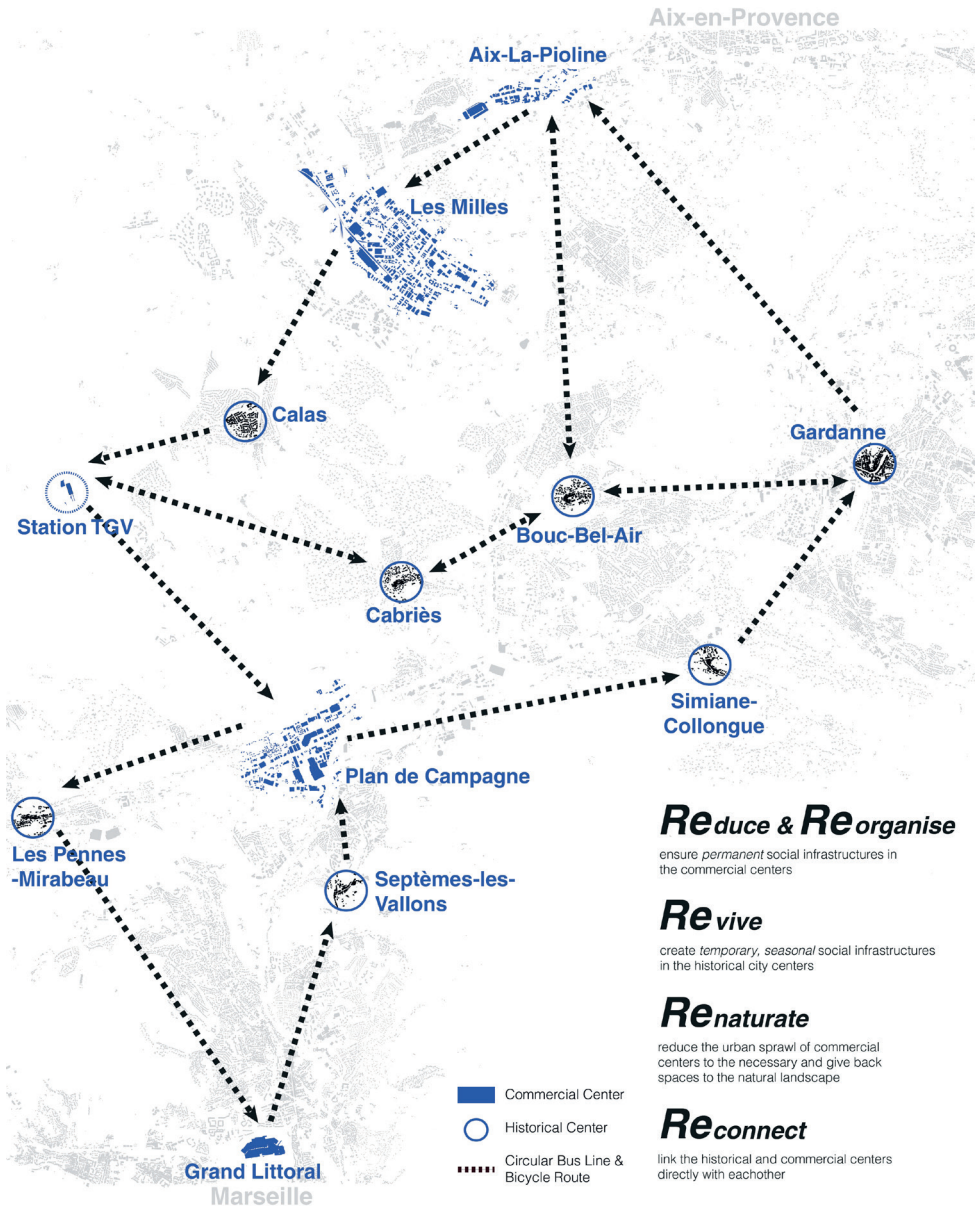 Aix-en-Provence
Aix-La-Pioline
Les Milles
Calas
Gardanne
Station TGV
Bouc-Bel-Air
Cabriès
Simiane-
Collongue
Plan de Campagne
Les Pennes
-Mirabeau
Septèmes-les-
Vallons
Grand Littoral
Marseille
Reduce & Reorganise
ensure permanent social infrastructures in
the commercial centers
Revive
create temporary, seasonal social infrastructures
in the historical city centers
Renaturate
reduce the urban sprawl of commercial
centers to the necessary and give back
spaces to the natural landscape
Reconnect
link the historical and commercial centers
directly with eachother
Commercial Center
Historical Center
Circular Bus Line &
Bicycle Route